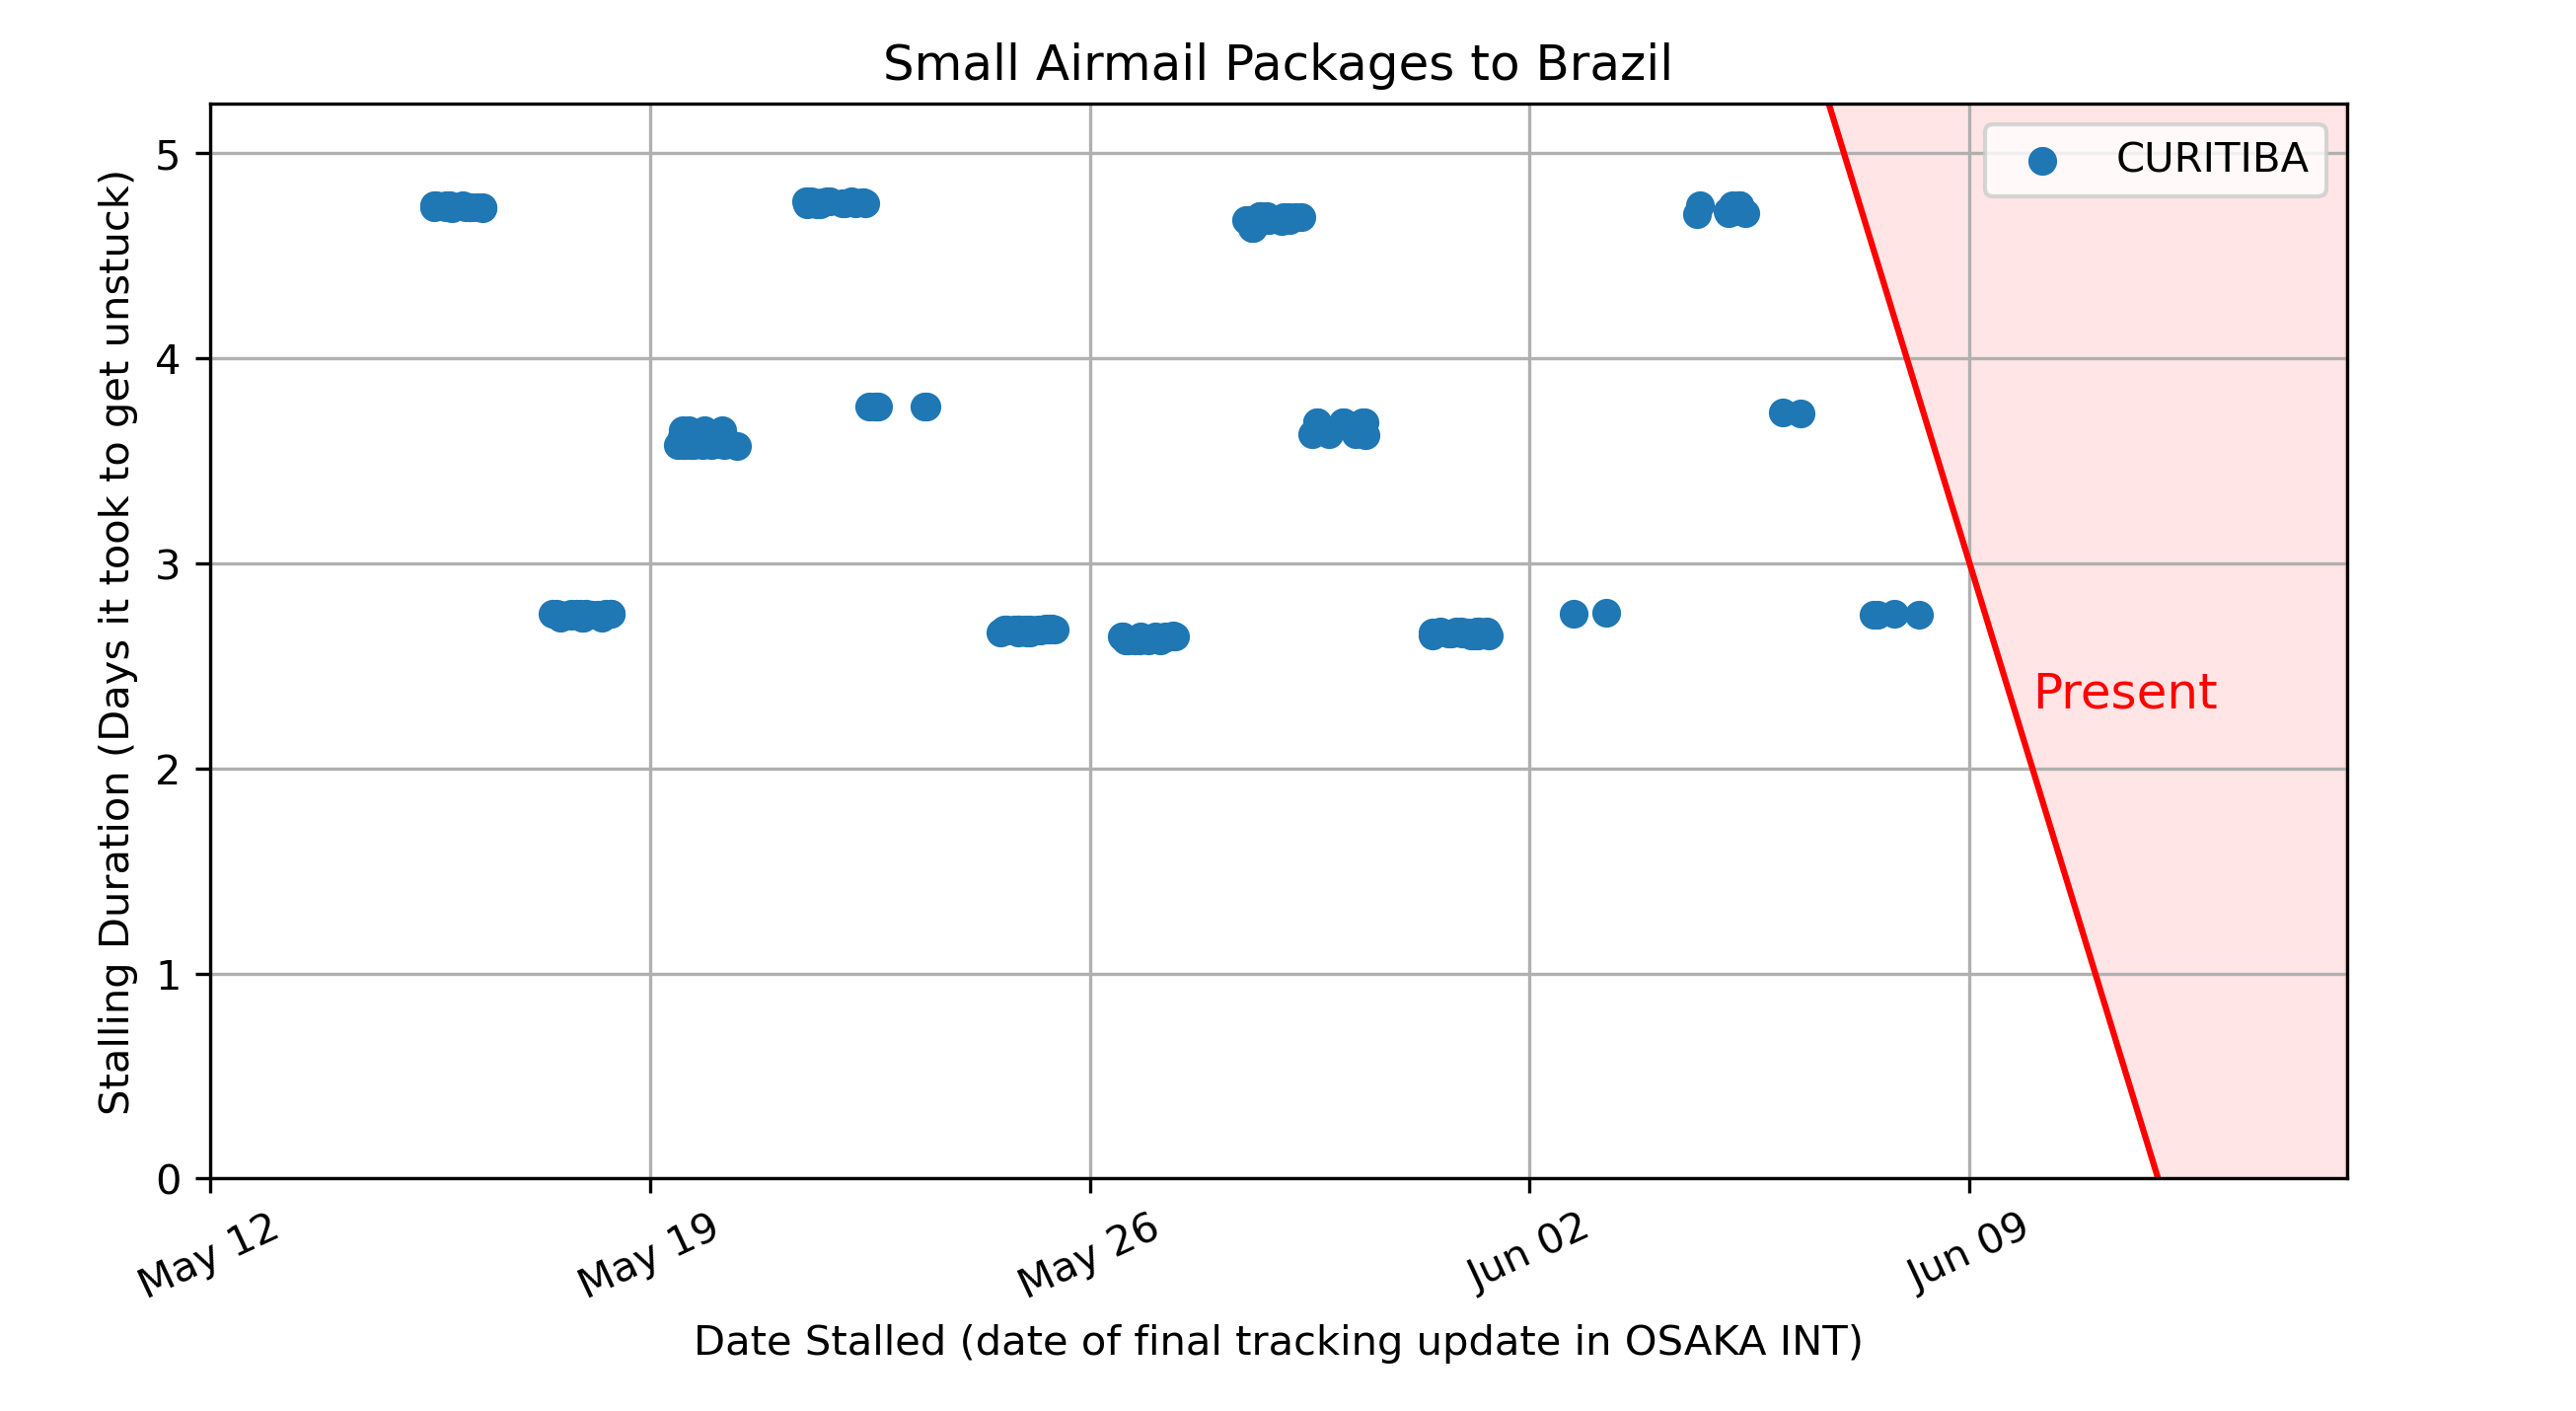 Small Airmail Packages to Brazil
CURITIBA
Stalling Duration (Days it took to get unstuck)
5
4
3
2
1
0
Present
May 12
May 19
May 26
Jun 02
Jun 09
Date Stalled (date of final tracking update in OSAKA INT)